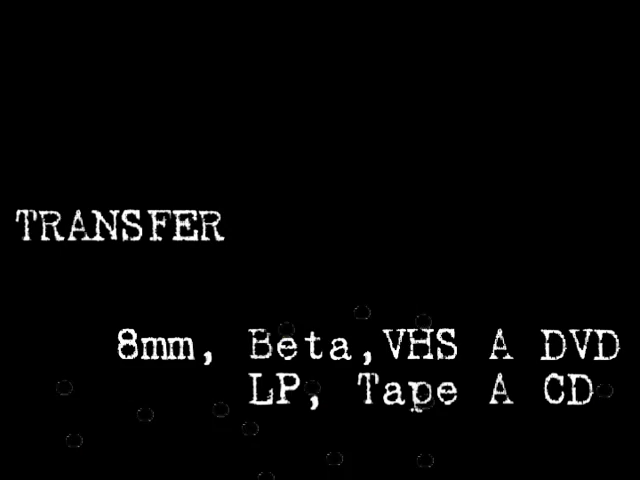 TRANSFER
8mm, Beta,VHS A DVD
LP, Tape A CD